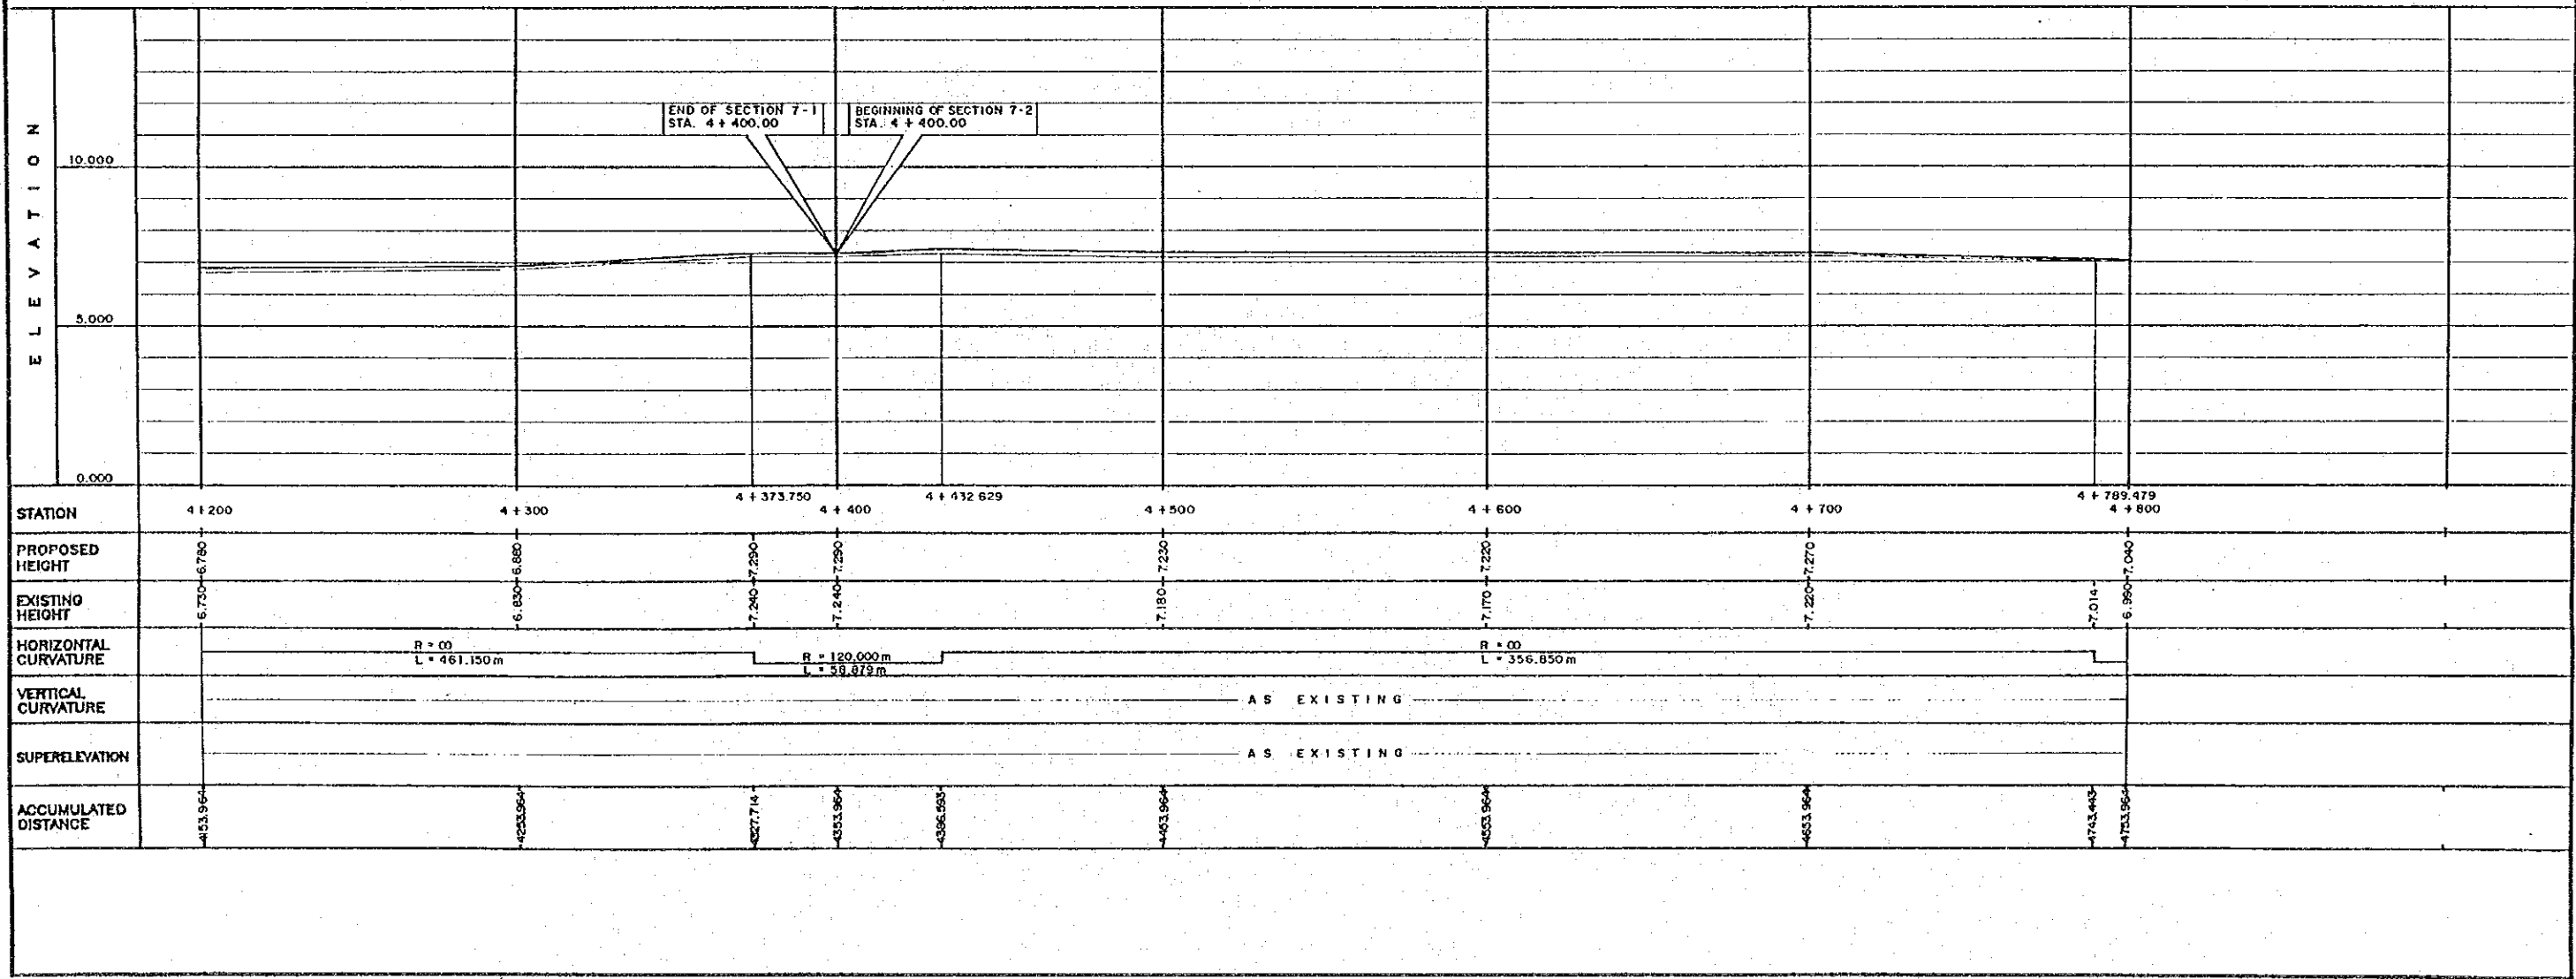 END OF SECTION 7-1
STA. 4 + 400.00
BEGINNING OF SECTION 7-2
STA. 4 + 400.00
ELEVATION
10.000
5.000
0.000
4 + 373.750
4 + 432.629
4 + 789.479
STATION
4+200
4 + 300
4 + 400
4 + 500
4 + 600
4 + 700
4 + 800
PROPOSED
HEIGHT
6.780
6.880
7.290
7.290
7.230
7.220
7.270
7.040
EXISTING
HEIGHT
6.730
6.830
7.240
7.240
7.180
7.170
7.220
7.014
6.990
HORIZONTAL
CURVATURE
R = ∞
L = 461.150 m
R = 120.000 m
L = 58.879 m
R = ∞
L = 356.850 m
VERTICAL
CURVATURE
AS EXISTING
SUPERELEVATION
AS EXISTING
ACCUMULATED
DISTANCE
4153.964
4253.964
4327.714
4353.964
4386.593
4453.964
4553.964
4653.964
4743.443
4753.964